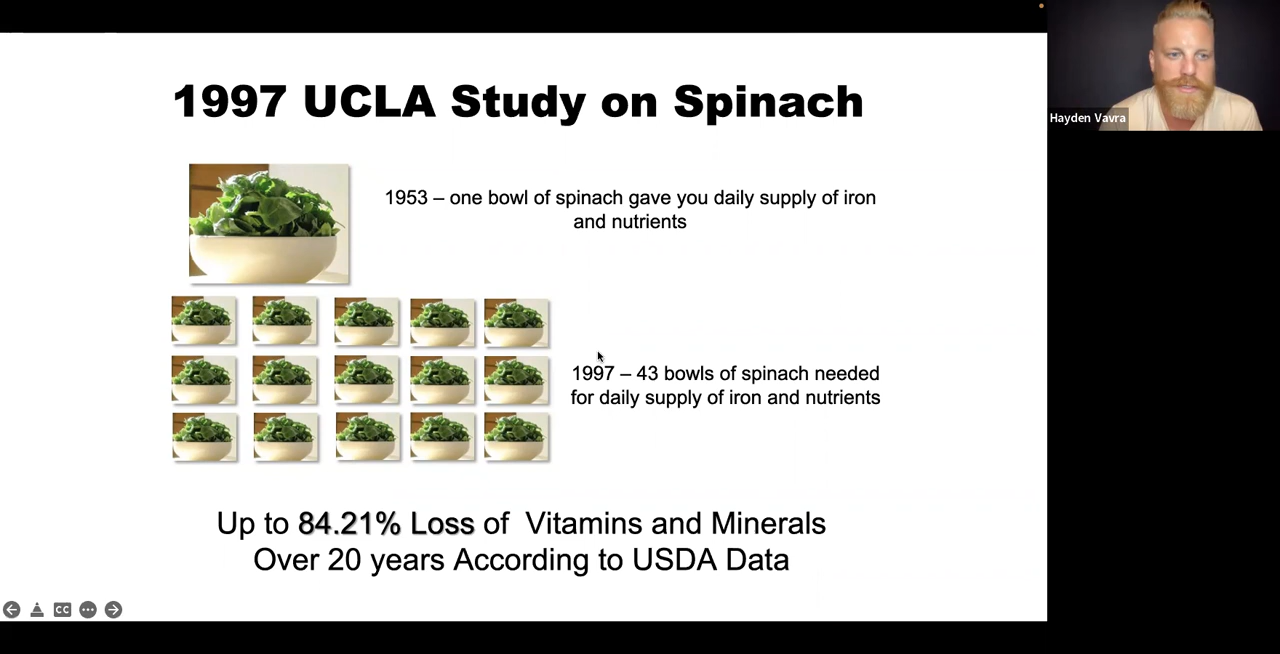 1997 UCLA Study on Spinach
Hayden Vavra
1953 – one bowl of spinach gave you daily supply of iron
and nutrients
1997 – 43 bowls of spinach needed
for daily supply of iron and nutrients
Up to 84.21% Loss of  Vitamins and Minerals
Over 20 years According to USDA Data
CC